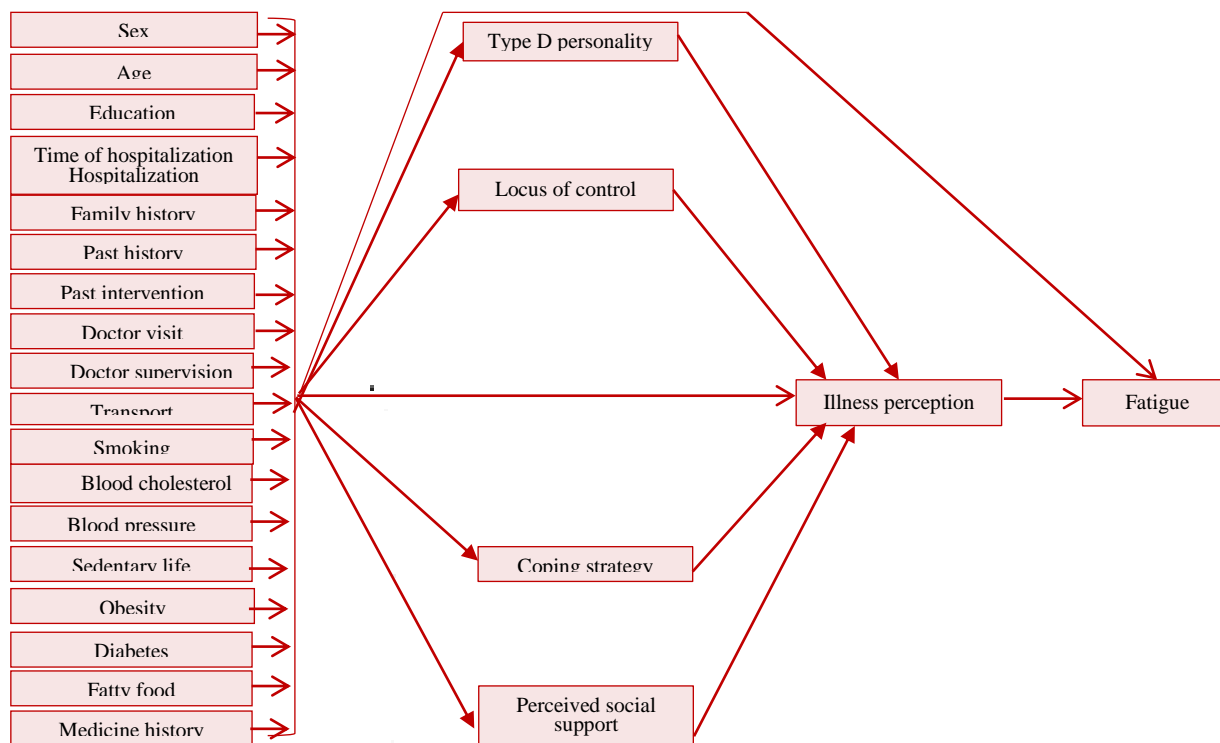 Sex
Age
Education
Time of hospitalization
Hospitalization
Family history
Past history
Past intervention
Doctor visit
Doctor supervision
Transport
Smoking
Blood cholesterol
Blood pressure
Sedentary life
Obesity
Diabetes
Fatty food
Medicine history
Type D personality
Locus of control
Coping strategy
Perceived social
support
Illness perception
Fatigue